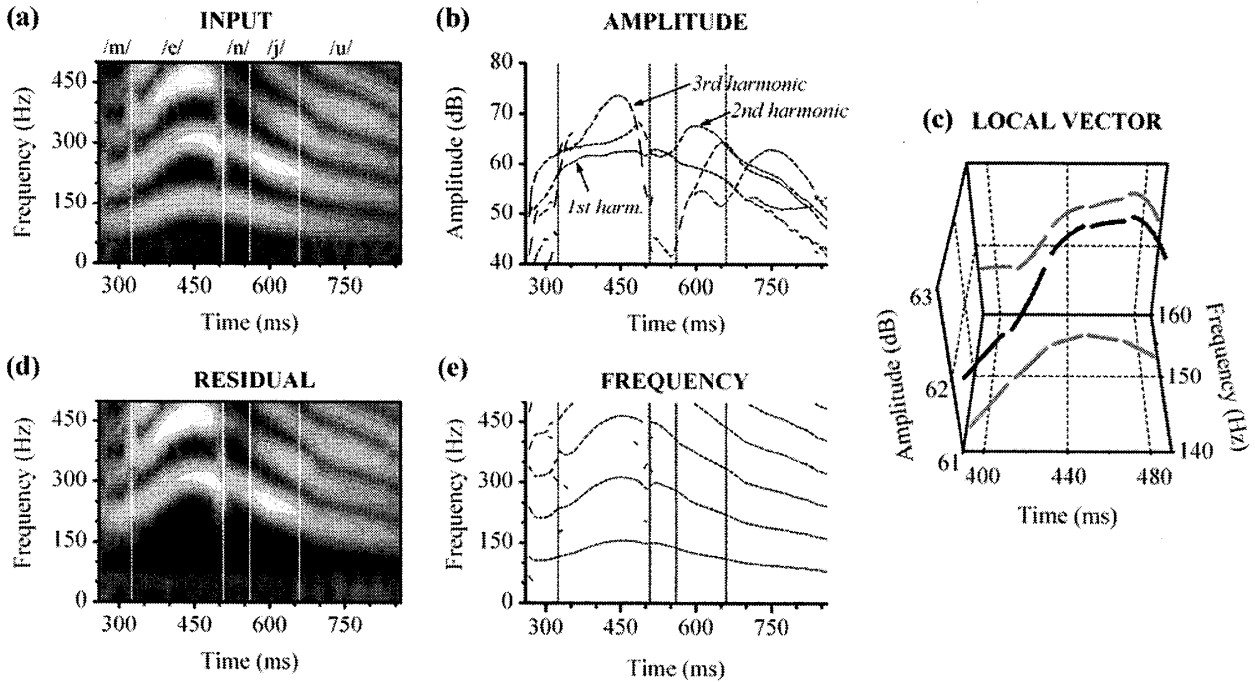 (a) INPUT
/m/ /e/ /n/ /j/ /u/
450
300
150
0
Frequency (Hz)
300 450 600 750
Time (ms)
(b) AMPLITUDE
80
70
60
50
40
Amplitude (dB)
3rd harmonic
2nd harmonic
1st harm.
300 450 600 750
Time (ms)
(c) LOCAL VECTOR
63
62
61
Amplitude (dB)
160
150
140
Frequency (Hz)
400 440 480
Time (ms)
(d) RESIDUAL
450
300
150
0
Frequency (Hz)
300 450 600 750
Time (ms)
(e) FREQUENCY
450
300
150
0
Frequency (Hz)
300 450 600 750
Time (ms)